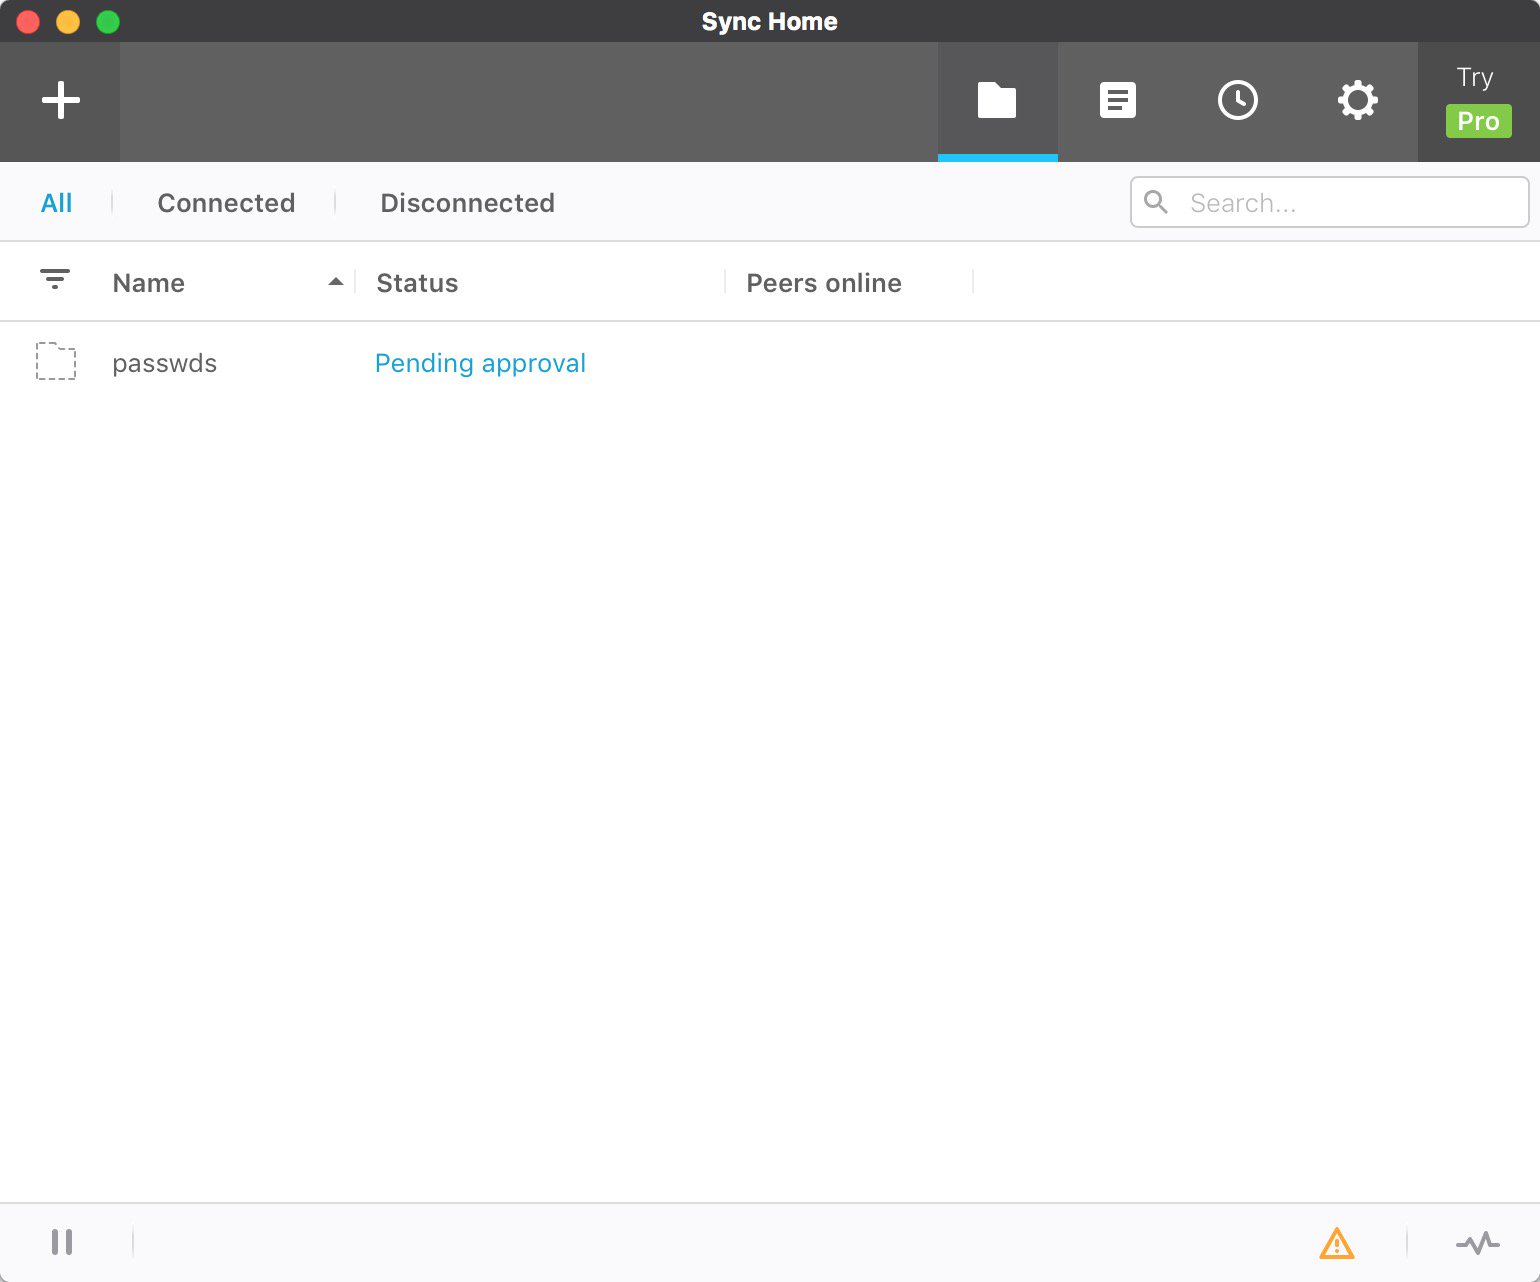 Sync Home
Try
Pro
All
Connected
Disconnected
Search...
Name
Status
Peers online
passwds
Pending approval